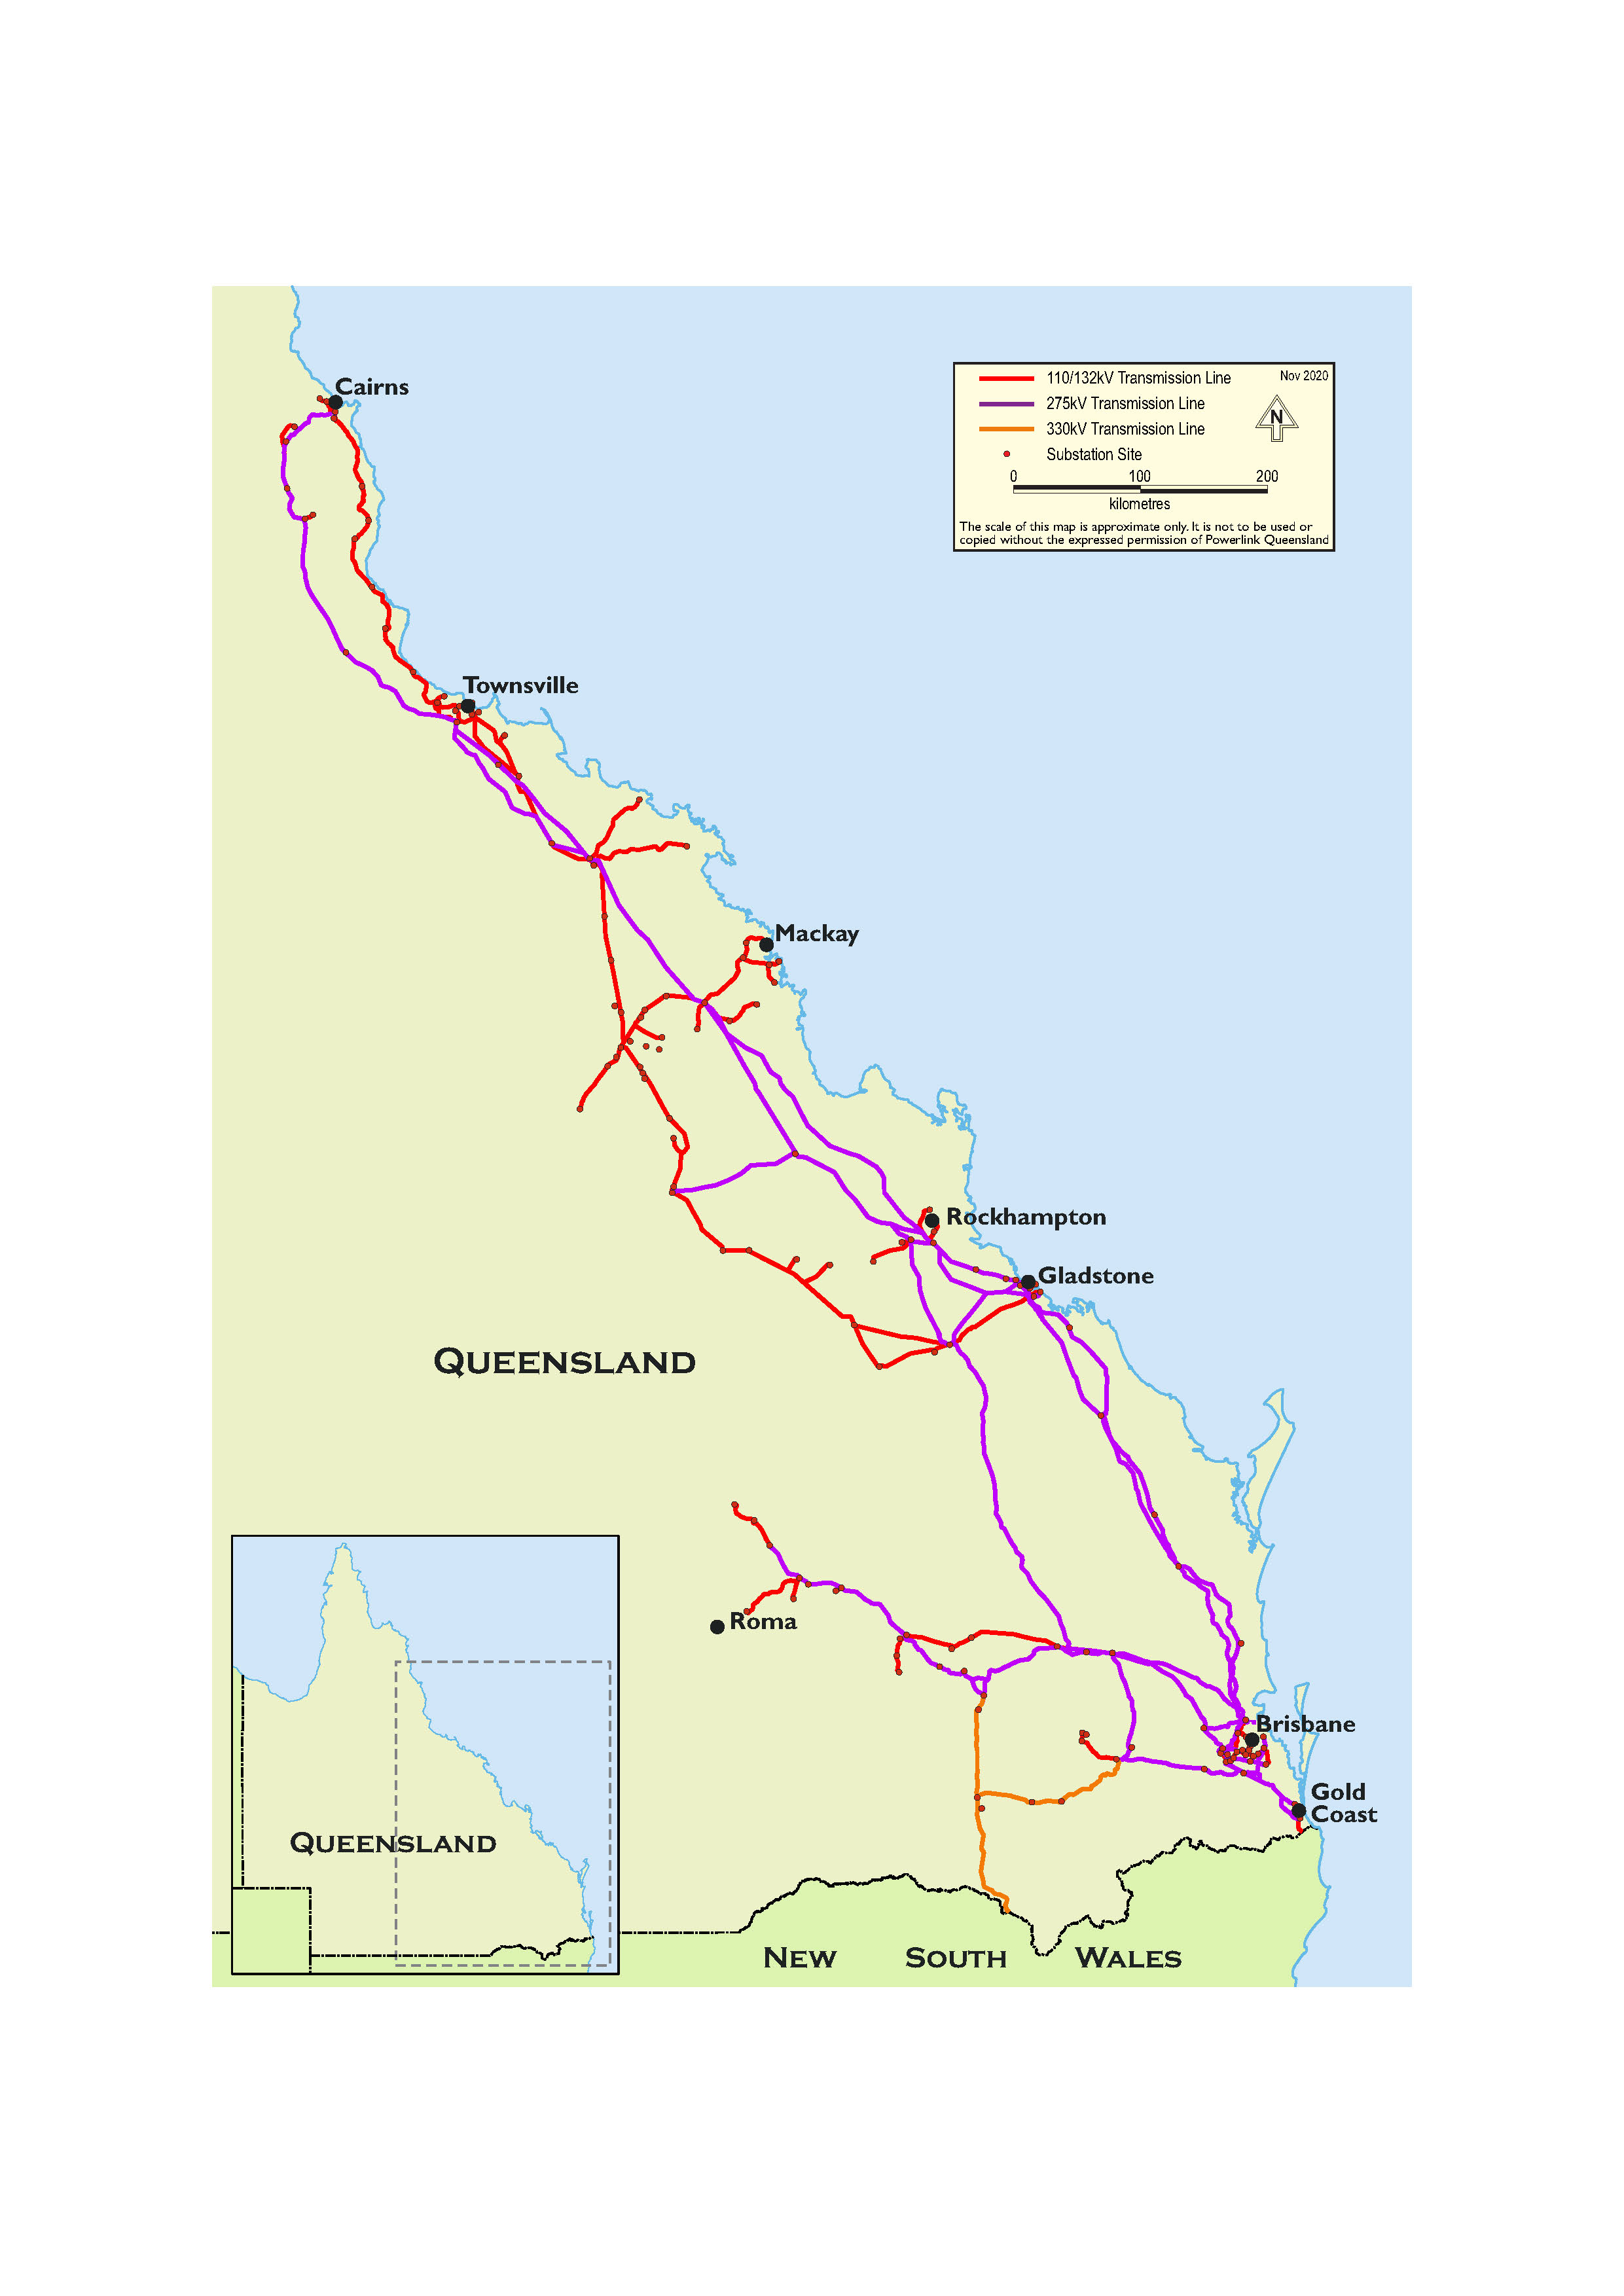 Cairns
110/132kV Transmission Line
Nov 2020
275kV Transmission Line
N
330kV Transmission Line
Substation Site
0 100 200
kilometres
The scale of this map is approximate only. It is not to be used or
copied without the expressed permission of Powerlink Queensland
Townsville
Mackay
Rockhampton
Gladstone
QUEENSLAND
Roma
Brisbane
Gold
Coast
QUEENSLAND
NEW SOUTH WALES